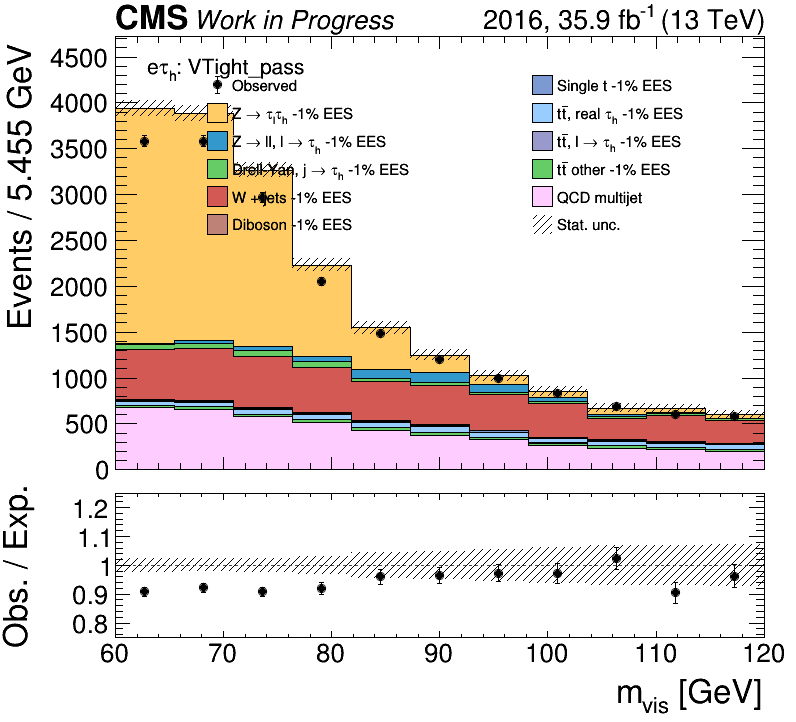 CMS Work in Progress 2016, 35.9 fb⁻¹ (13 TeV)
Events / 5.455 GeV
4500
4000
3500
3000
2500
2000
1500
1000
500
0
eτh: VTight_pass
Observed
Z → τlτh -1% EES
Z → ll, l → τh -1% EES
Drell-Yan, j → τh -1% EES
W + jets -1% EES
Diboson -1% EES
Single t -1% EES
tt̄, real τh -1% EES
tt̄, l → τh -1% EES
tt̄ other -1% EES
QCD multijet
Stat. unc.
Obs. / Exp.
1.2
1.1
1
0.9
0.8
60 70 80 90 100 110 120
mvis [GeV]